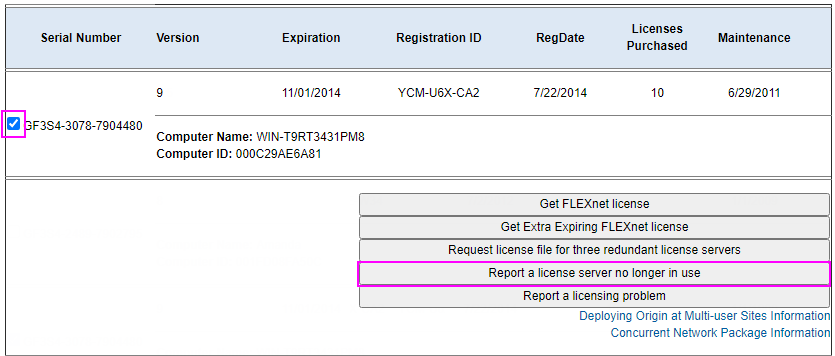 Serial Number Version Expiration Registration ID RegDate Licenses Purchased Maintenance
9 11/01/2014 YCM-U6X-CA2 7/22/2014 10 6/29/2011
GF3S4-3078-7904480
Computer Name: WIN-T9RT3431PM8
Computer ID: 000C29AE6A81
Get FLEXnet license
Get Extra Expiring FLEXnet license
Request license file for three redundant license servers
Report a license server no longer in use
Report a licensing problem
Deploying Origin at Multi-user Sites Information
Concurrent Network Package Information